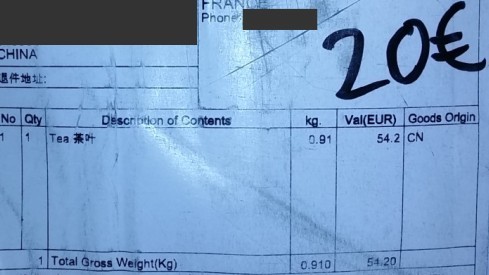 FRANCE
Phone:
20€
CHINA
退件地址:
No Qty Description of Contents kg. Val(EUR) Goods Origin
1 1 Tea 茶叶 0.91 54.2 CN
1 Total Gross Weight(Kg) 0.910 54.20